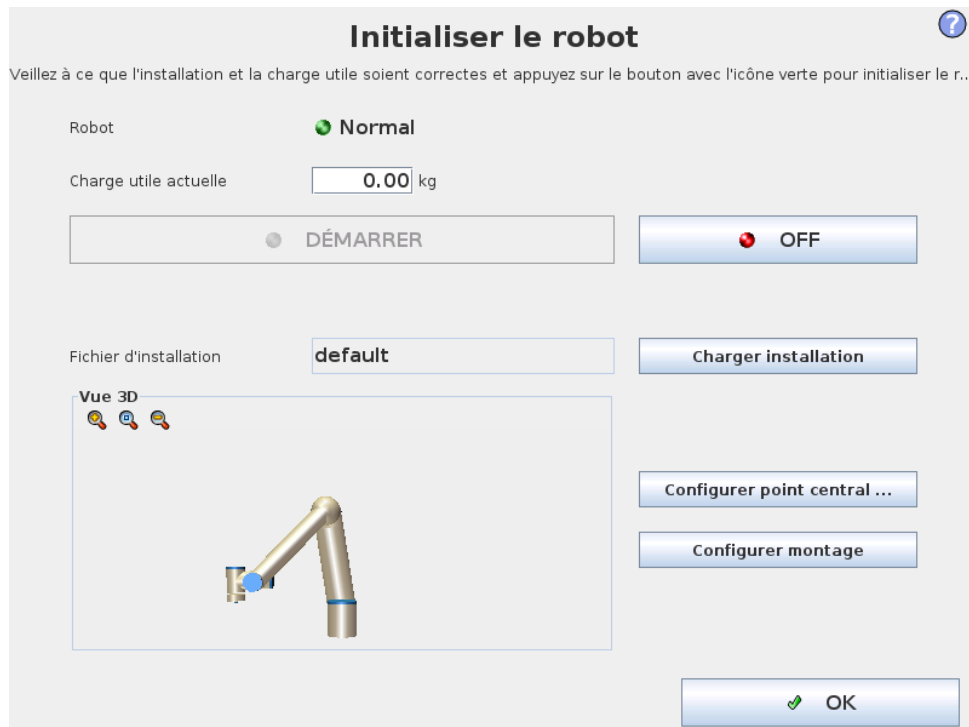 Initialiser le robot
?
Veillez à ce que l'installation et la charge utile soient correctes et appuyez sur le bouton avec l'icône verte pour initialiser le r...
Robot
Normal
Charge utile actuelle
0.00 kg
DÉMARRER
OFF
Fichier d'installation
default
Charger installation
Vue 3D
Configurer point central ...
Configurer montage
OK